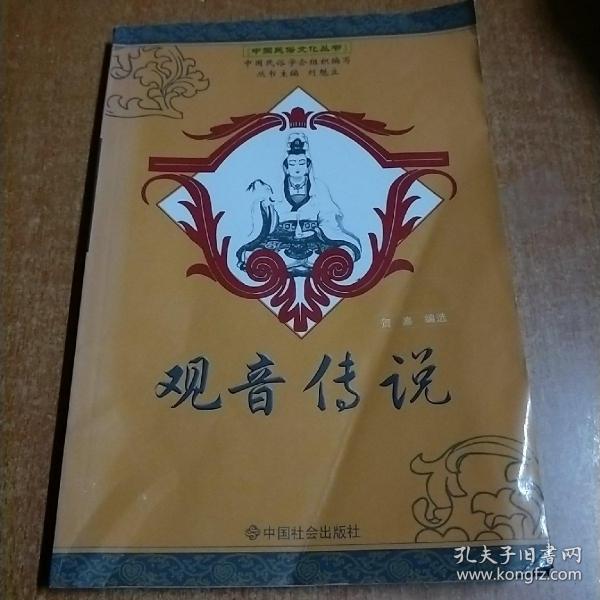 中国民俗文化丛书
中国民俗学会组织编写
丛书主编 刘魁立
贺嘉 编选
观音传说
中国社会出版社
孔夫子旧書网
www.kongfz.com